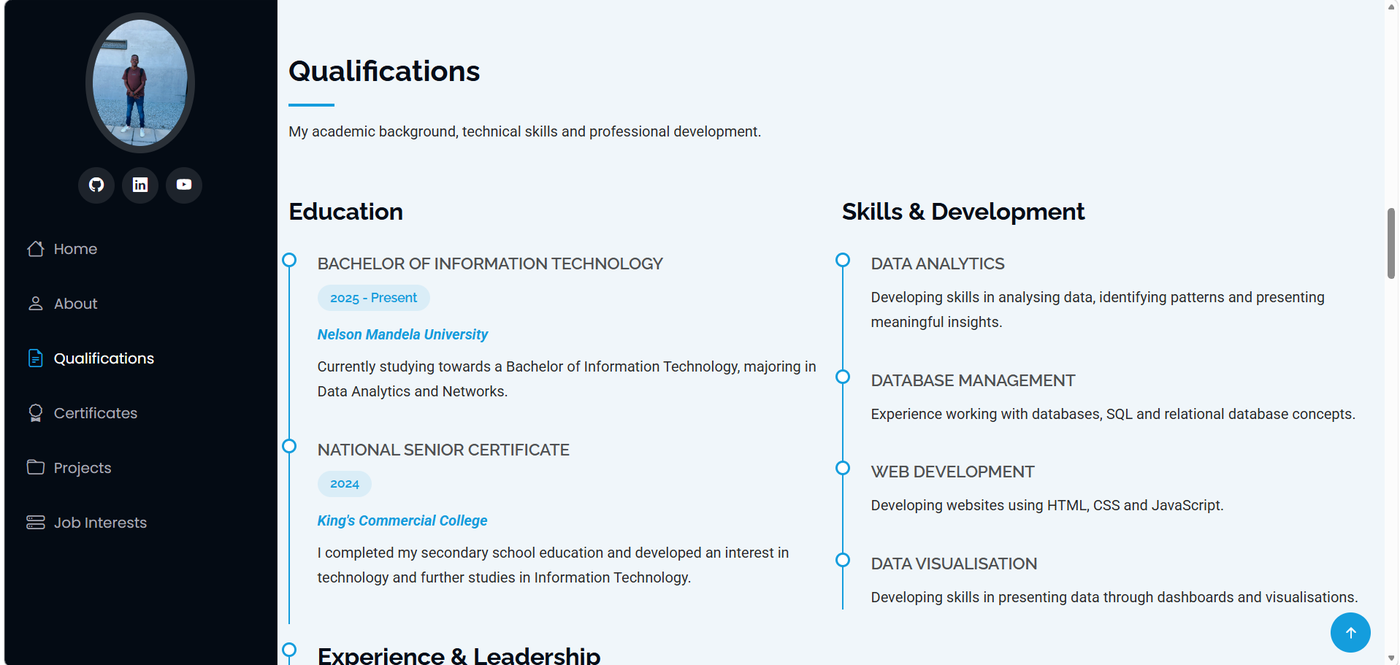 Home
About
Qualifications
Certificates
Projects
Job Interests
Qualifications
My academic background, technical skills and professional development.
Education
BACHELOR OF INFORMATION TECHNOLOGY
2025 - Present
Nelson Mandela University
Currently studying towards a Bachelor of Information Technology, majoring in
Data Analytics and Networks.
NATIONAL SENIOR CERTIFICATE
2024
King's Commercial College
I completed my secondary school education and developed an interest in
technology and further studies in Information Technology.
Experience & Leadership
Skills & Development
DATA ANALYTICS
Developing skills in analysing data, identifying patterns and presenting
meaningful insights.
DATABASE MANAGEMENT
Experience working with databases, SQL and relational database concepts.
WEB DEVELOPMENT
Developing websites using HTML, CSS and JavaScript.
DATA VISUALISATION
Developing skills in presenting data through dashboards and visualisations.